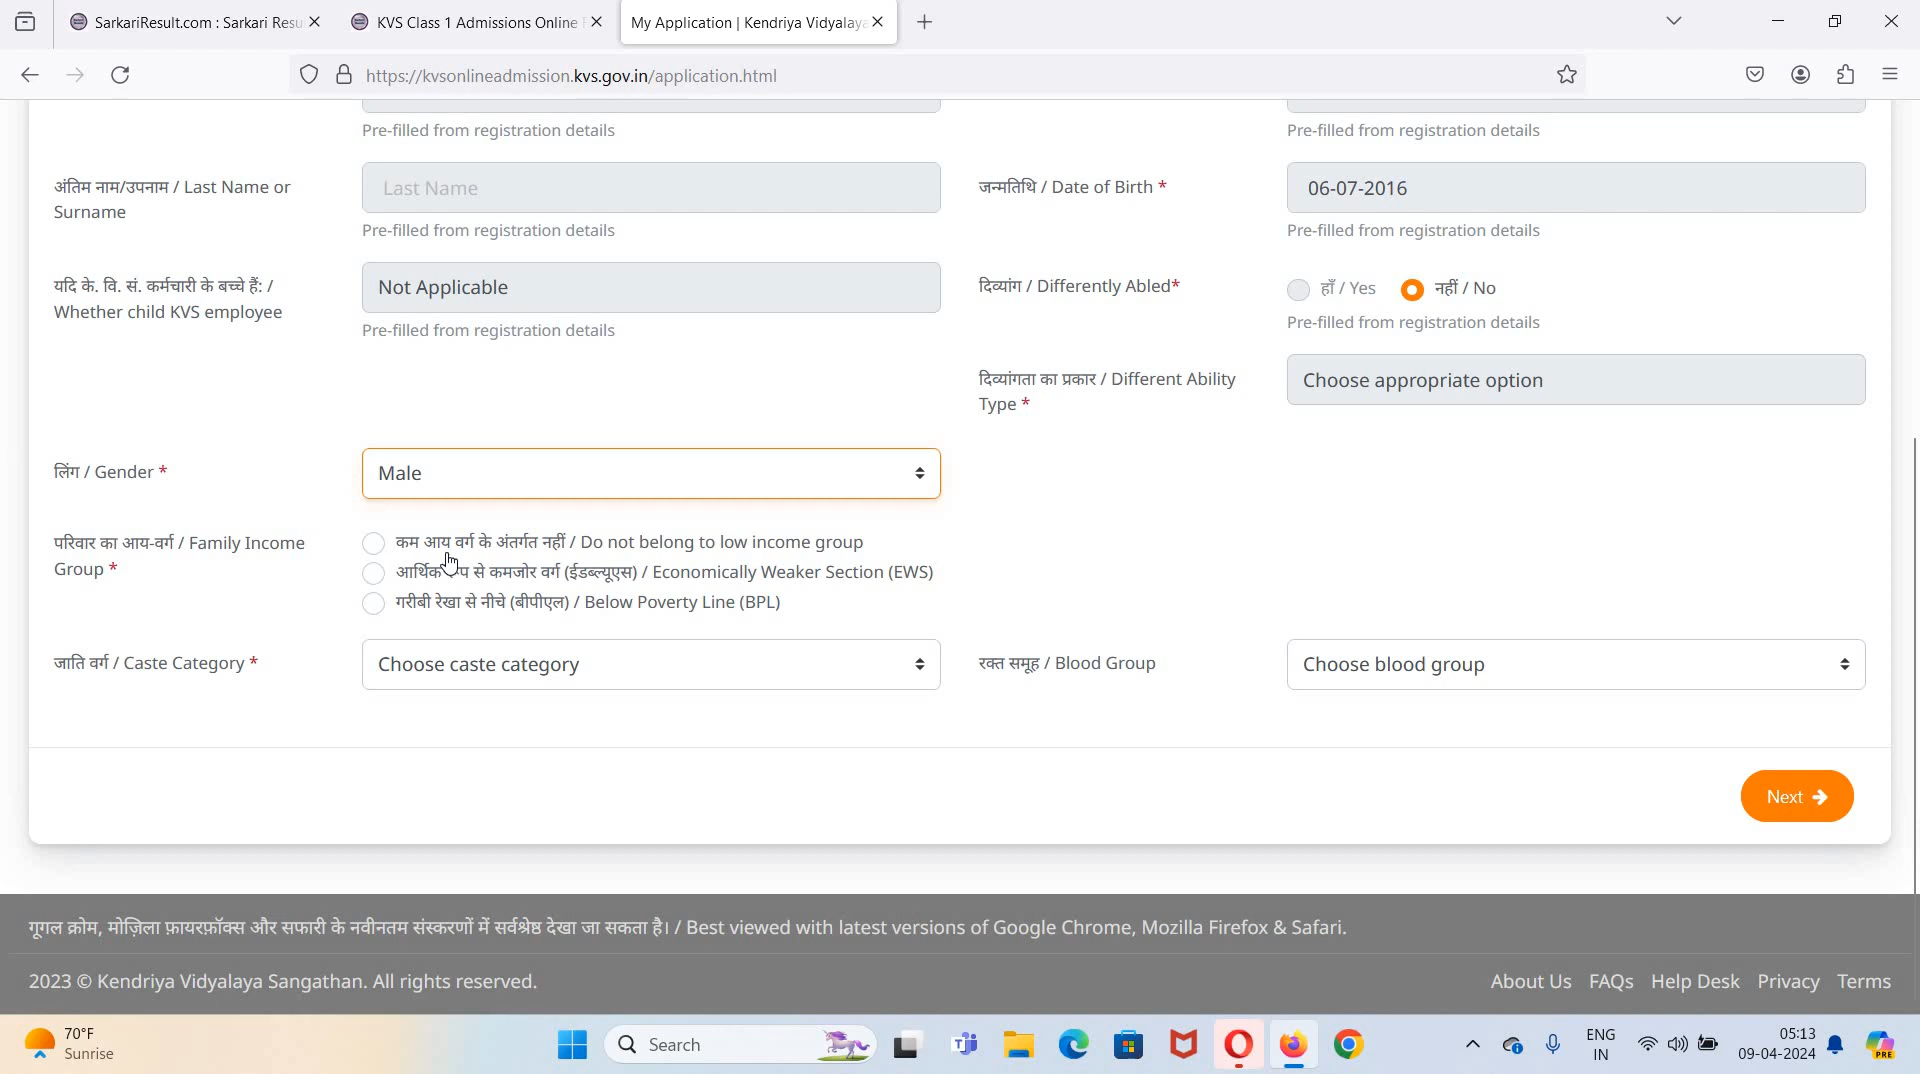 SarkariResult.com : Sarkari Resu
KVS Class 1 Admissions Online
My Application | Kendriya Vidyalaya
https://kvsonlineadmission.kvs.gov.in/application.html
Pre-filled from registration details
Pre-filled from registration details
अंतिम नाम/उपनाम / Last Name or Surname
Last Name
जन्मतिथि / Date of Birth *
06-07-2016
Pre-filled from registration details
Pre-filled from registration details
यदि के. वि. सं. कर्मचारी के बच्चे हैं: /
Whether child KVS employee
Not Applicable
दिव्यांग / Differently Abled*
हाँ / Yes
नहीं / No
Pre-filled from registration details
Pre-filled from registration details
दिव्यांगता का प्रकार / Different Ability
Type *
Choose appropriate option
लिंग / Gender *
Male
परिवार का आय-वर्ग / Family Income
Group *
कम आय वर्ग के अंतर्गत नहीं / Do not belong to low income group
आर्थिक से कमजोर वर्ग (ईडब्ल्यूएस) / Economically Weaker Section (EWS)
गरीबी रेखा से नीचे (बीपीएल) / Below Poverty Line (BPL)
जाति वर्ग / Caste Category *
Choose caste category
रक्त समूह / Blood Group
Choose blood group
Next
गूगल क्रोम, मोज़िला फ़ायरफ़ॉक्स और सफारी के नवीनतम संस्करणों में सर्वश्रेष्ठ देखा जा सकता है। / Best viewed with latest versions of Google Chrome, Mozilla Firefox & Safari.
2023 © Kendriya Vidyalaya Sangathan. All rights reserved.
About Us FAQs Help Desk Privacy Terms
70°F
Sunrise
Search
ENG
IN
05:13
09-04-2024
PRE